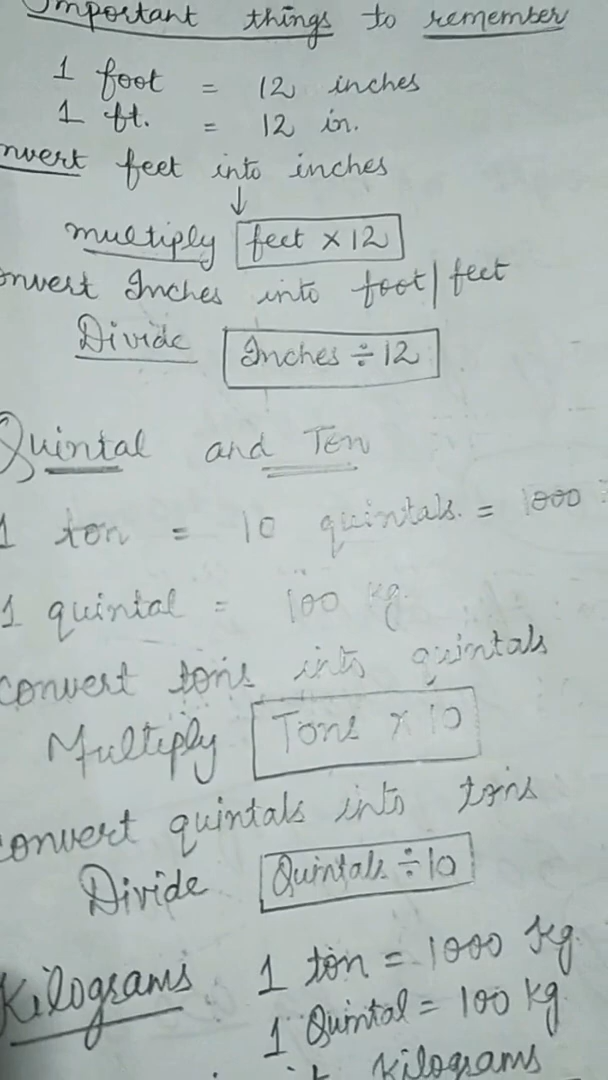 Important things to remember
1 foot = 12 inches
1 ft. = 12 in.
nvert feet into inches
↓
multiply feet × 12
onvert Inches into foot/feet
Divide Inches ÷ 12
Quintal and Ton
1 ton = 10 quintals. = 1000
1 quintal = 100 kg.
convert tons into quintals
Multiply Tons × 10
convert quintals into tons
Divide Quintals ÷ 10
Kilograms 1 ton = 1000 kg.
1 Quintal = 100 kg
Kilograms